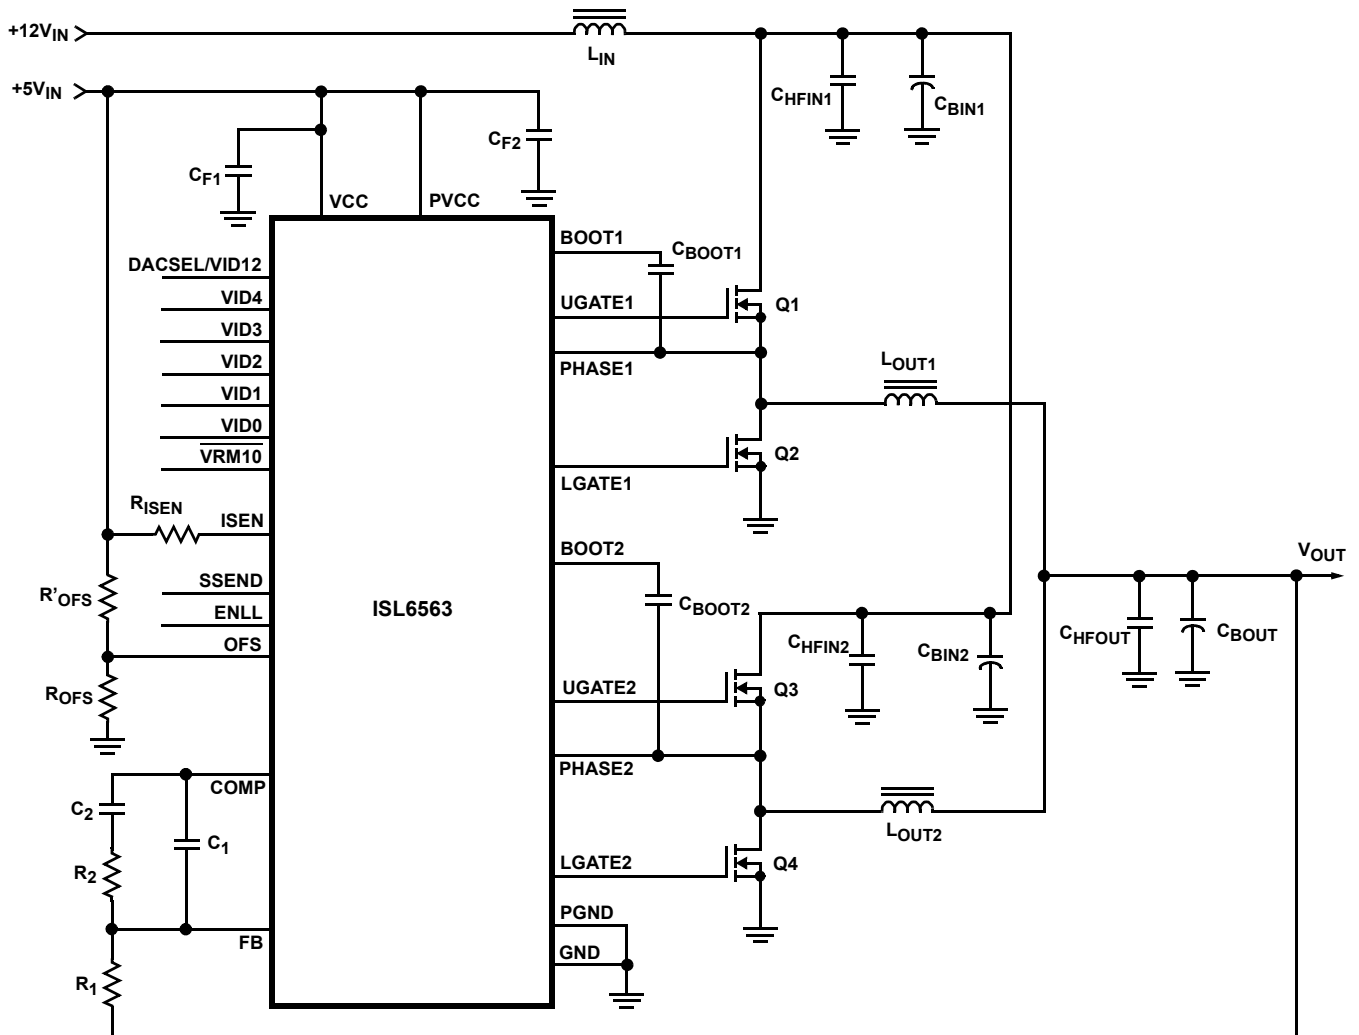 +12VIN
LIN
+5VIN
CHFIN1
CBIN1
CF2
CF1
VCC
PVCC
BOOT1
CBOOT1
DACSEL/VID12
VID4
UGATE1
Q1
VID3
VID2
PHASE1
LOUT1
VID1
VID0
VRM10
Q2
LGATE1
RISEN
ISEN
BOOT2
VOUT
SSEND
R'OFS
ISL6563
CBOOT2
ENLL
OFS
CHFIN2
CBIN2
CHFOUT
CBOUT
ROFS
UGATE2
Q3
PHASE2
COMP
C2
C1
LOUT2
R2
LGATE2
Q4
PGND
FB
GND
R1